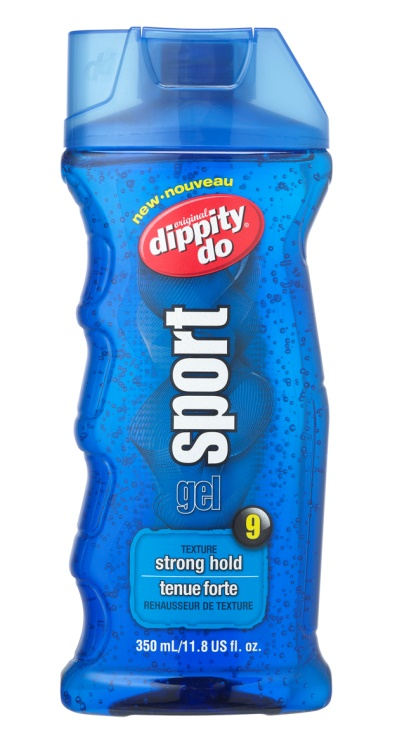 new•nouveau
original
dippity
do®
sport
gel
9
TEXTURE
strong hold
tenue forte
REHAUSSEUR DE TEXTURE
350 mL/11.8 US fl. oz.